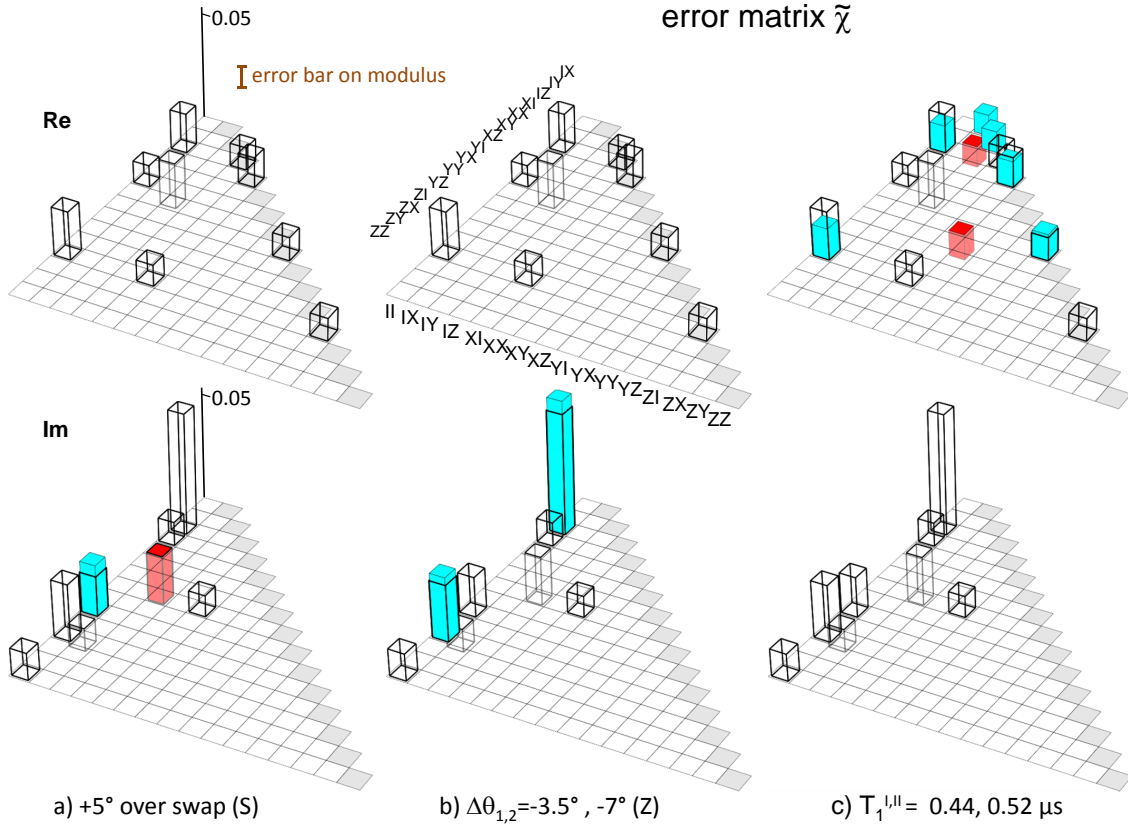 error matrix χ̃
0.05
error bar on modulus
Re
ZZ ZY ZX ZI YZ YY YX YI XZ XY XX XI IZ IY IX
II IX IY IZ XI XX XY XZ YI YX YY YZ ZI ZX ZY ZZ
0.05
Im
a) +5° over swap (S)
b) Δθ1,2=-3.5° , -7° (Z)
c) T1^I,II = 0.44, 0.52 µs